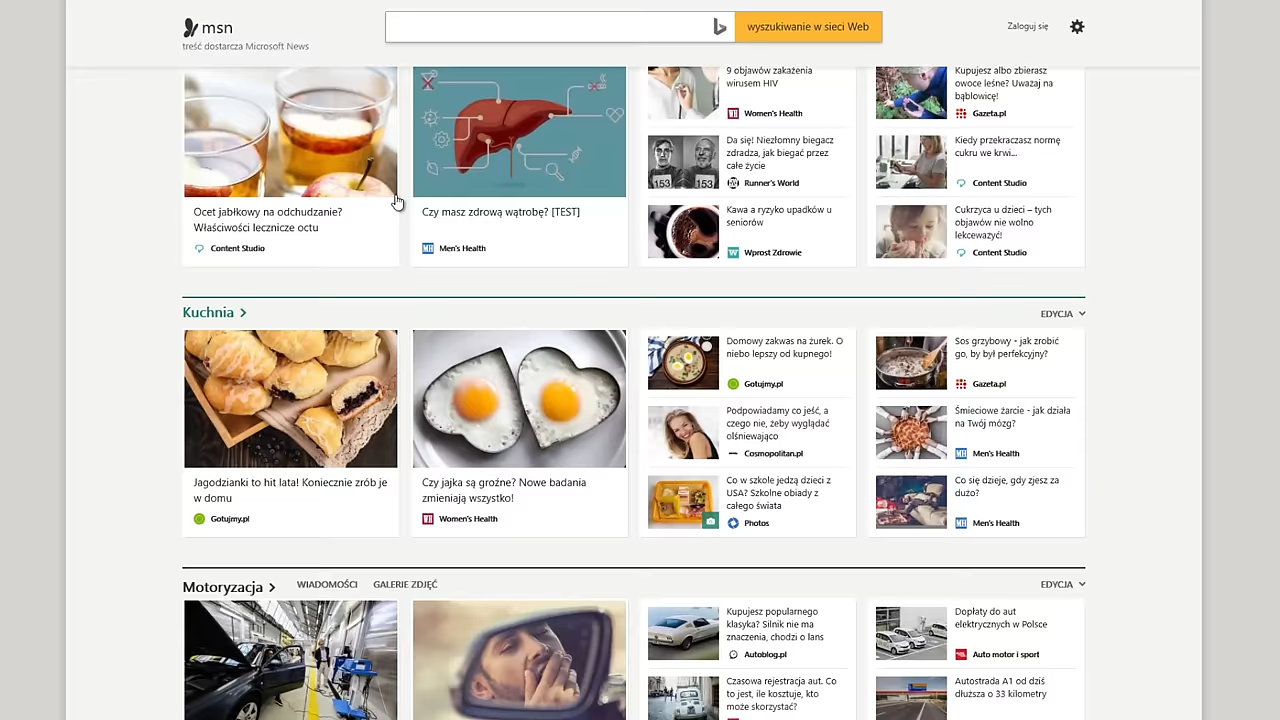 msn
treść dostarcza Microsoft News
wyszukiwanie w sieci Web
Zaloguj się
Ocet jabłkowy na odchudzanie?
Właściwości lecznicze octu
Content Studio
Czy masz zdrową wątrobę? [TEST]
Men's Health
9 objawów zakażenia
wirusem HIV
Women's Health
Da się! Niezłomny biegacz
zdradza, jak biegać przez
całe życie
153
153
Runner's World
Kawa a ryzyko upadków u
seniorów
Wprost Zdrowie
Kupujesz albo zbierasz
owoce leśne? Uważaj na
bąblowicę!
Gazeta.pl
Kiedy przekraczasz normę
cukru we krwi...
Content Studio
Cukrzyca u dzieci – tych
objawów nie wolno
lekceważyć!
Content Studio
Kuchnia
EDYCJA
Jagodzianki to hit lata! Koniecznie zrób je
w domu
Gotujmy.pl
Czy jajka są groźne? Nowe badania
zmieniają wszystko!
Women's Health
Domowy zakwas na żurek. O
niebo lepszy od kupnego!
Gotujmy.pl
Podpowiadamy co jeść, a
czego nie, żeby wyglądać
olśniewająco
Cosmopolitan.pl
Co w szkole jedzą dzieci z
USA? Szkolne obiady z
całego świata
Photos
Sos grzybowy - jak zrobić
go, by był perfekcyjny?
Gazeta.pl
Śmieciowe żarcie - jak działa
na Twój mózg?
Men's Health
Co się dzieje, gdy zjesz za
dużo?
Men's Health
Motoryzacja
WIADOMOŚCI
GALERIE ZDJĘĆ
EDYCJA
Kupujesz popularnego
klasyka? Silnik nie ma
znaczenia, chodzi o lans
Autoblog.pl
Czasowa rejestracja aut. Co
to jest, ile kosztuje, kto
może skorzystać?
Dopłaty do aut
elektrycznych w Polsce
Auto motor i sport
Autostrada A1 od dziś
dłuższa o 33 kilometry